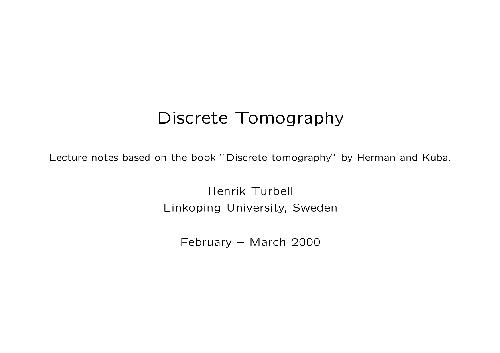 Discrete Tomography
Lecture notes based on the book "Discrete tomography" by Herman and Kuba.
Henrik Turbell
Linkoping University, Sweden
February – March 2000